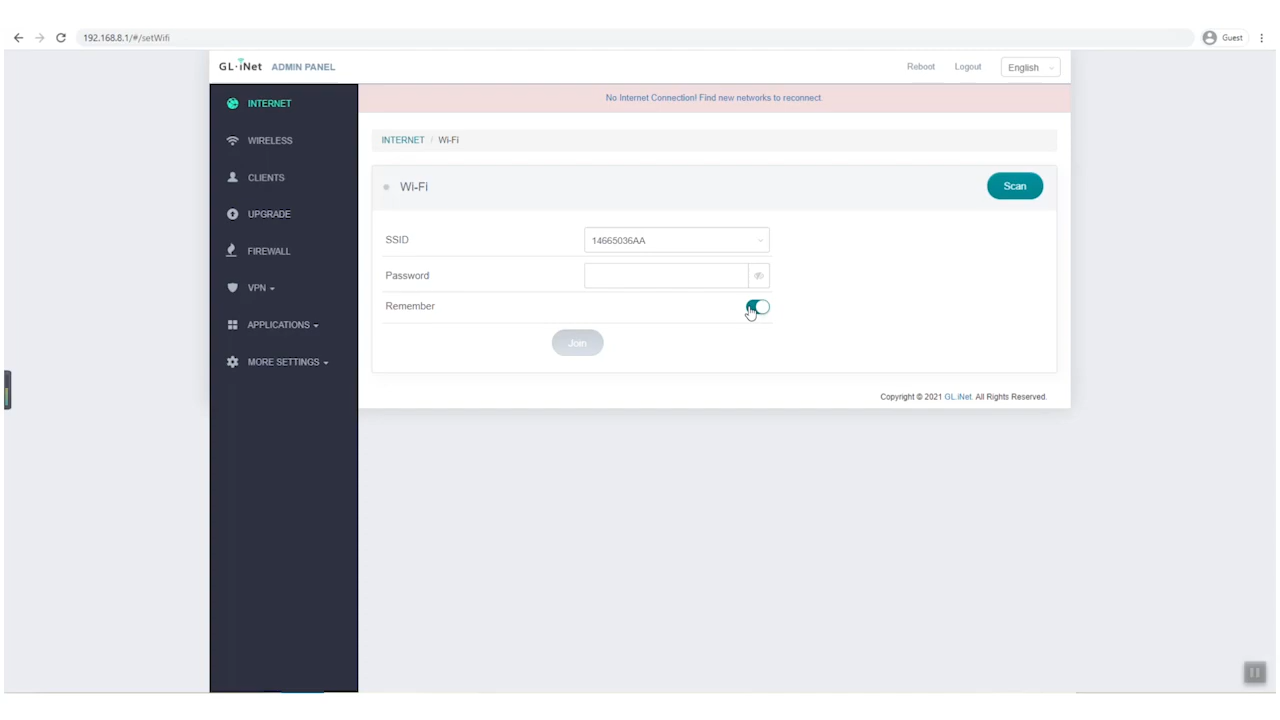 192.168.8.1/#/setWifi
Guest
GL·iNet ADMIN PANEL
Reboot
Logout
English
INTERNET
WIRELESS
CLIENTS
UPGRADE
FIREWALL
VPN
APPLICATIONS
MORE SETTINGS
No Internet Connection! Find new networks to reconnect.
INTERNET / Wi-Fi
Wi-Fi
Scan
SSID
14665036AA
Password
Remember
Join
Copyright © 2021 GL.iNet. All Rights Reserved.